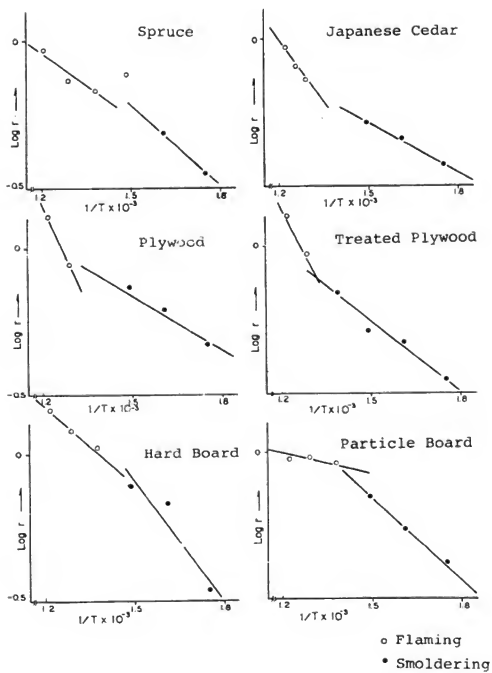 Spruce
Japanese Cedar
0
0
Log r
Log r
-0.5
1.2
1.5
1.8
1/T×10⁻³
1.2
1.5
1.8
1/T×10⁻³
Plywood
Treated Plywood
0
0
Log r
Log r
-0.5
1.2
1.5
1.8
1/T×10⁻³
1.2
1.5
1.8
1/T×10⁻³
Hard Board
Particle Board
0
0
Log r
Log r
-0.5
1.2
1.5
1.8
1/T×10⁻³
1.2
1.5
1.8
1/T×10⁻³
Flaming
Smoldering